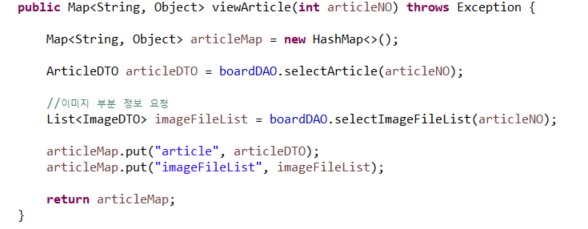 public Map<String, Object> viewArticle(int articleNO) throws Exception {
Map<String, Object> articleMap = new HashMap<>();
ArticleDTO articleDTO = boardDAO.selectArticle(articleNO);
//이미지 부분 정보 요청
List<ImageDTO> imageFileList = boardDAO.selectImageFileList(articleNO);
articleMap.put("article", articleDTO);
articleMap.put("imageFileList", imageFileList);
return articleMap;
}